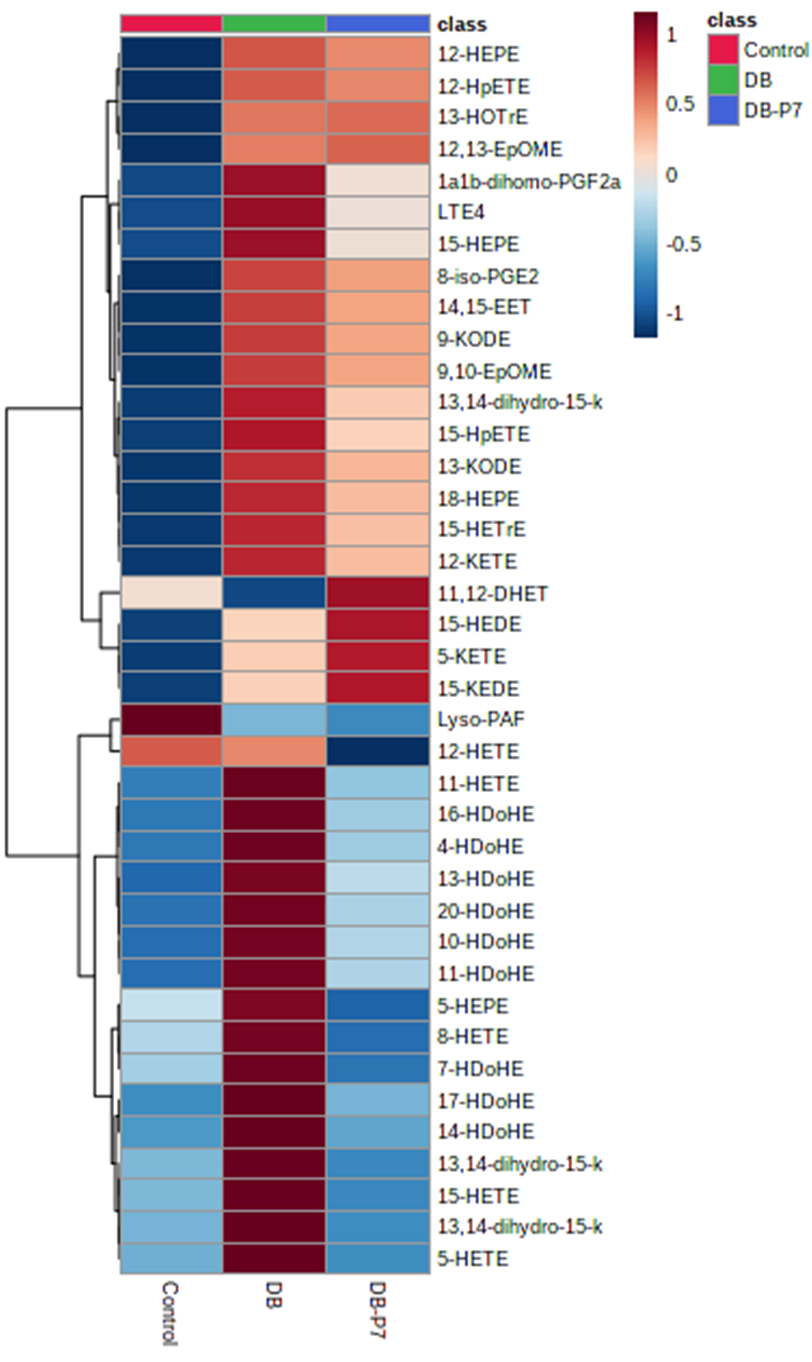 class
12-HEPE
12-HpETE
13-HOTrE
12,13-EpOME
1a1b-dihomo-PGF2a
LTE4
15-HEPE
8-iso-PGE2
14,15-EET
9-KODE
9,10-EpOME
13,14-dihydro-15-k
15-HpETE
13-KODE
18-HEPE
15-HETrE
12-KETE
11,12-DHET
15-HEDE
5-KETE
15-KEDE
Lyso-PAF
12-HETE
11-HETE
16-HDoHE
4-HDoHE
13-HDoHE
20-HDoHE
10-HDoHE
11-HDoHE
5-HEPE
8-HETE
7-HDoHE
17-HDoHE
14-HDoHE
13,14-dihydro-15-k
15-HETE
13,14-dihydro-15-k
5-HETE
Control
DB
DB-P7
1
0.5
0
-0.5
-1
class
Control
DB
DB-P7